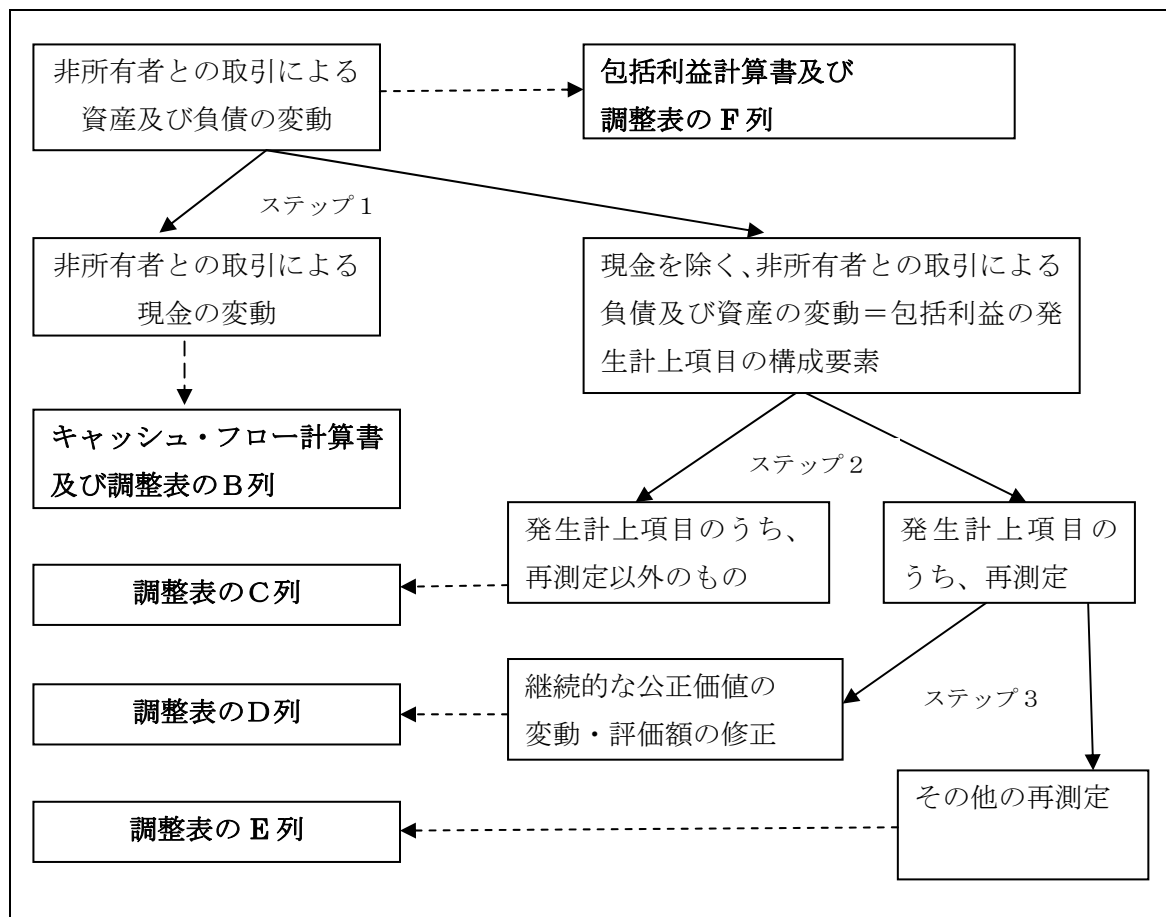 非所有者との取引による
資産及び負債の変動
包括利益計算書及び
調整表の F 列
ステップ1
非所有者との取引による
現金の変動
現金を除く、非所有者との取引による
負債及び資産の変動＝包括利益の発
生計上項目の構成要素
キャッシュ・フロー計算書
及び調整表のB列
ステップ2
発生計上項目のうち、
再測定以外のもの
発生計上項目の
うち、再測定
調整表のC列
継続的な公正価値の
変動・評価額の修正
調整表のD列
ステップ3
その他の再測定
調整表の E 列